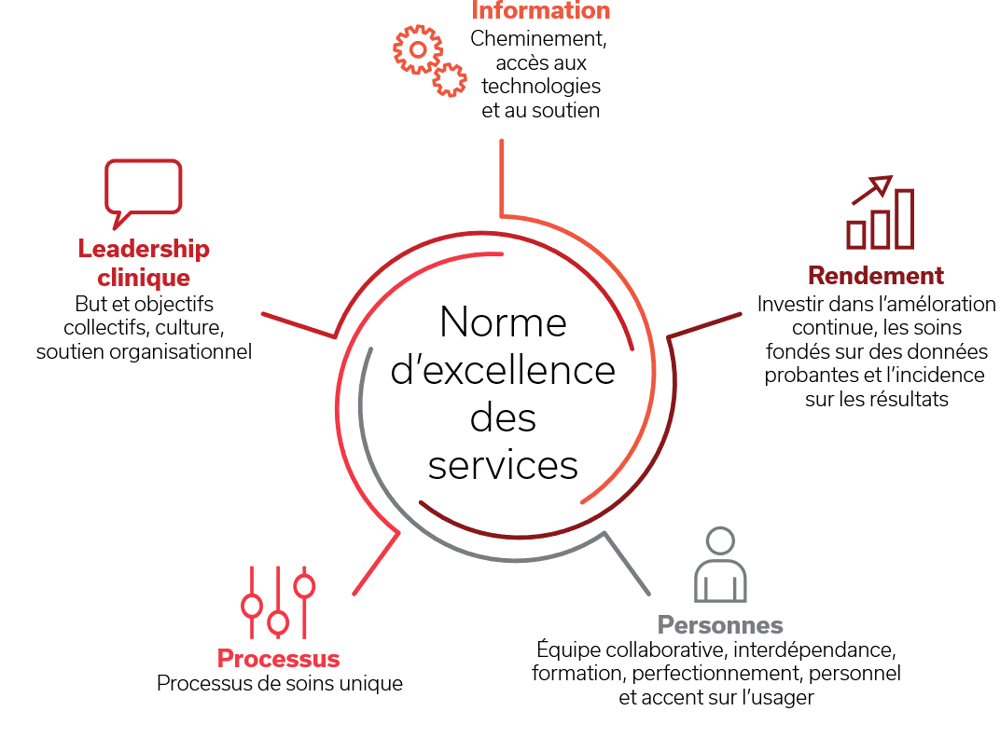 Information
Cheminement,
accès aux
technologies
et au soutien
Leadership
clinique
But et objectifs
collectifs, culture,
soutien organisationnel
Rendement
Investir dans l’améloration
continue, les soins
fondés sur des données
probantes et l’incidence
sur les résultats
Norme
d’excellence
des
services
Processus
Processus de soins unique
Personnes
Équipe collaborative, interdépendance,
formation, perfectionnement, personnel
et accent sur l’usager